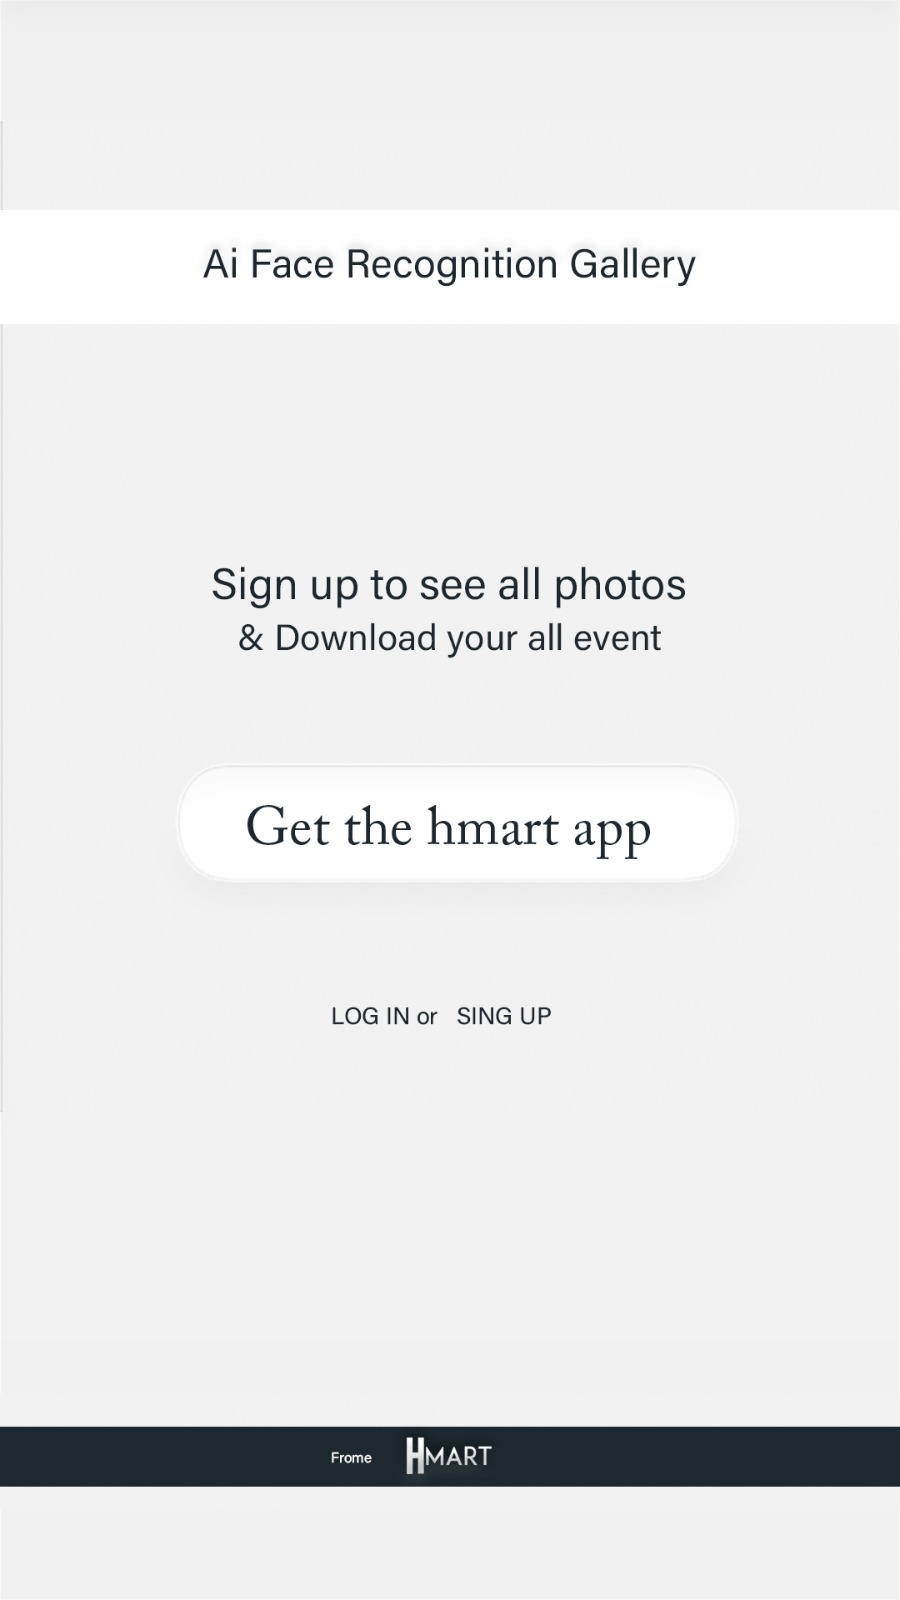 Ai Face Recognition Gallery
Sign up to see all photos
& Download your all event
Get the hmart app
LOG IN or SING UP
Frome HMART